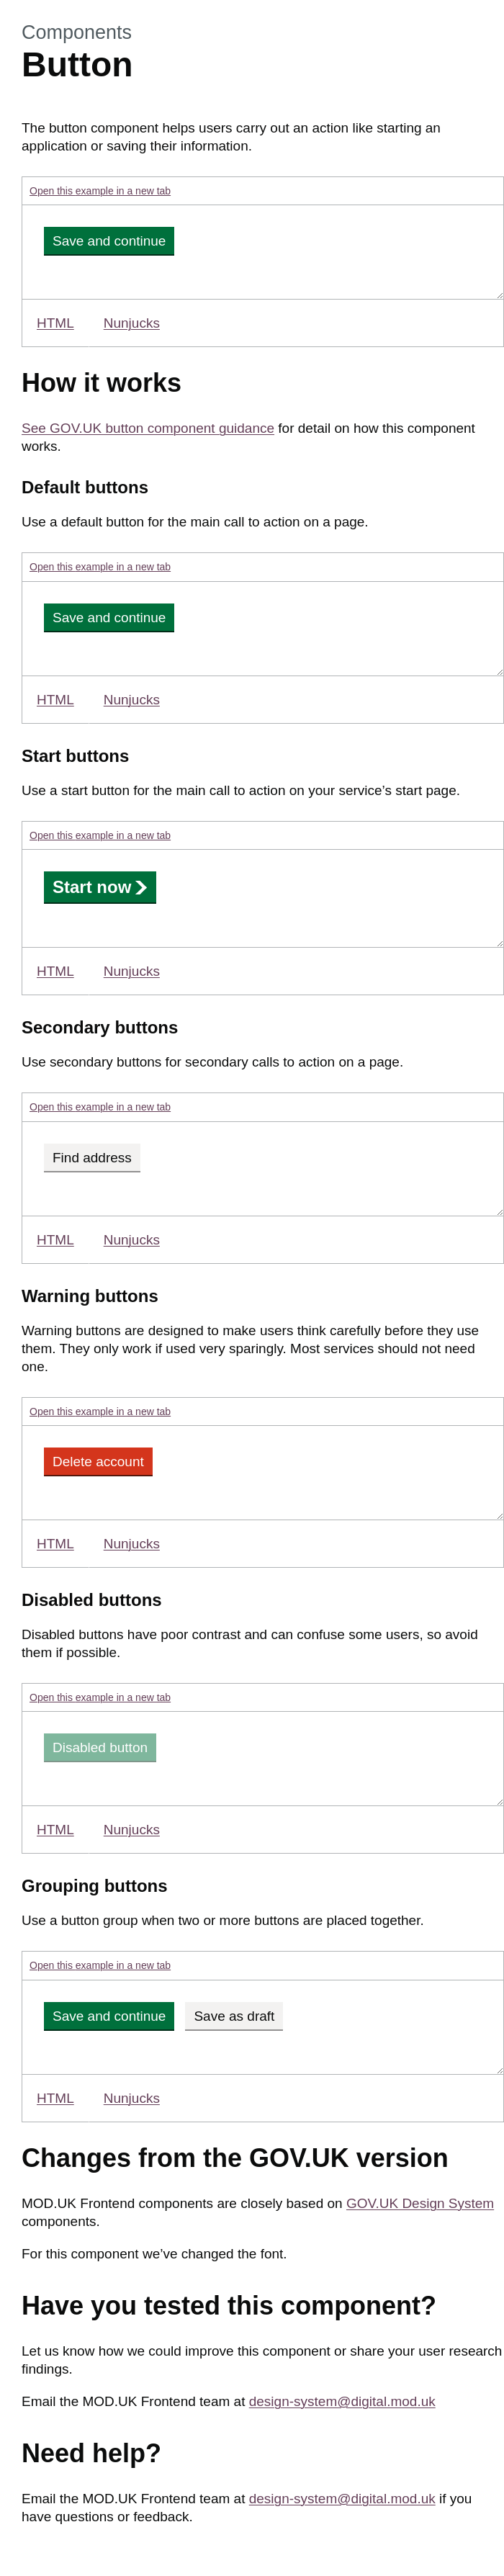 Components
Button
The button component helps users carry out an action like starting an
application or saving their information.
Open this example in a new tab
Save and continue
HTML Nunjucks
How it works
See GOV.UK button component guidance for detail on how this component
works.
Default buttons
Use a default button for the main call to action on a page.
Open this example in a new tab
Save and continue
HTML Nunjucks
Start buttons
Use a start button for the main call to action on your service’s start page.
Open this example in a new tab
Start now
HTML Nunjucks
Secondary buttons
Use secondary buttons for secondary calls to action on a page.
Open this example in a new tab
Find address
HTML Nunjucks
Warning buttons
Warning buttons are designed to make users think carefully before they use
them. They only work if used very sparingly. Most services should not need
one.
Open this example in a new tab
Delete account
HTML Nunjucks
Disabled buttons
Disabled buttons have poor contrast and can confuse some users, so avoid
them if possible.
Open this example in a new tab
Disabled button
HTML Nunjucks
Grouping buttons
Use a button group when two or more buttons are placed together.
Open this example in a new tab
Save and continue Save as draft
HTML Nunjucks
Changes from the GOV.UK version
MOD.UK Frontend components are closely based on GOV.UK Design System
components.
For this component we’ve changed the font.
Have you tested this component?
Let us know how we could improve this component or share your user research
findings.
Email the MOD.UK Frontend team at design-system@digital.mod.uk
Need help?
Email the MOD.UK Frontend team at design-system@digital.mod.uk if you
have questions or feedback.